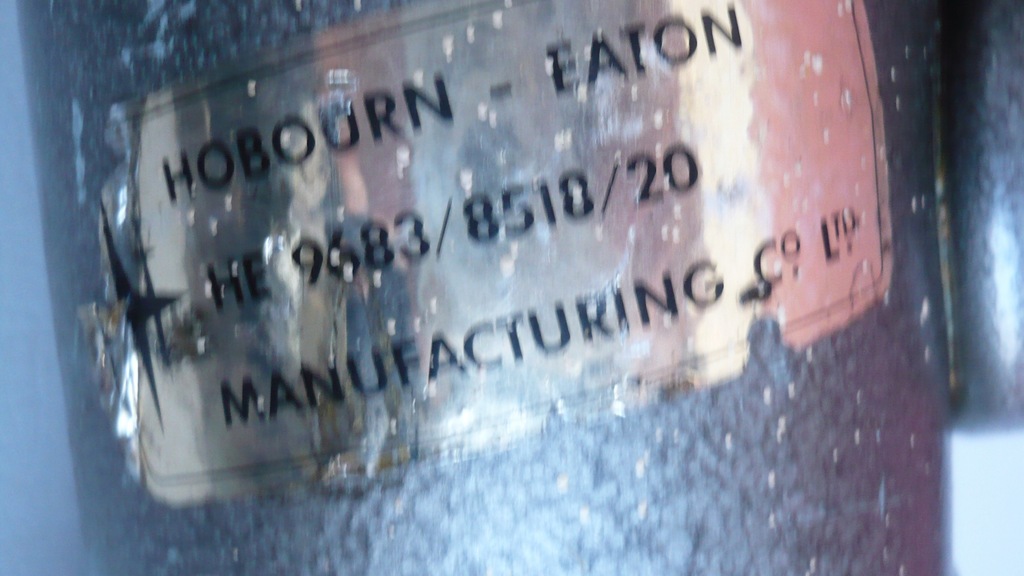 HOBOURN - EATON
HE 9683/8518/20
MANUFACTURING Co. LTD.